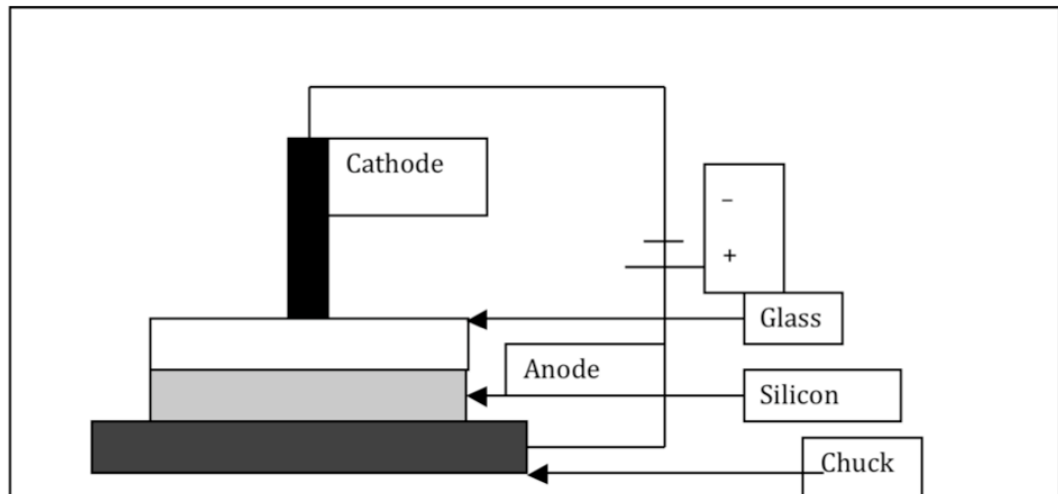 Cathode
–
+
Glass
Anode
Silicon
Chuck